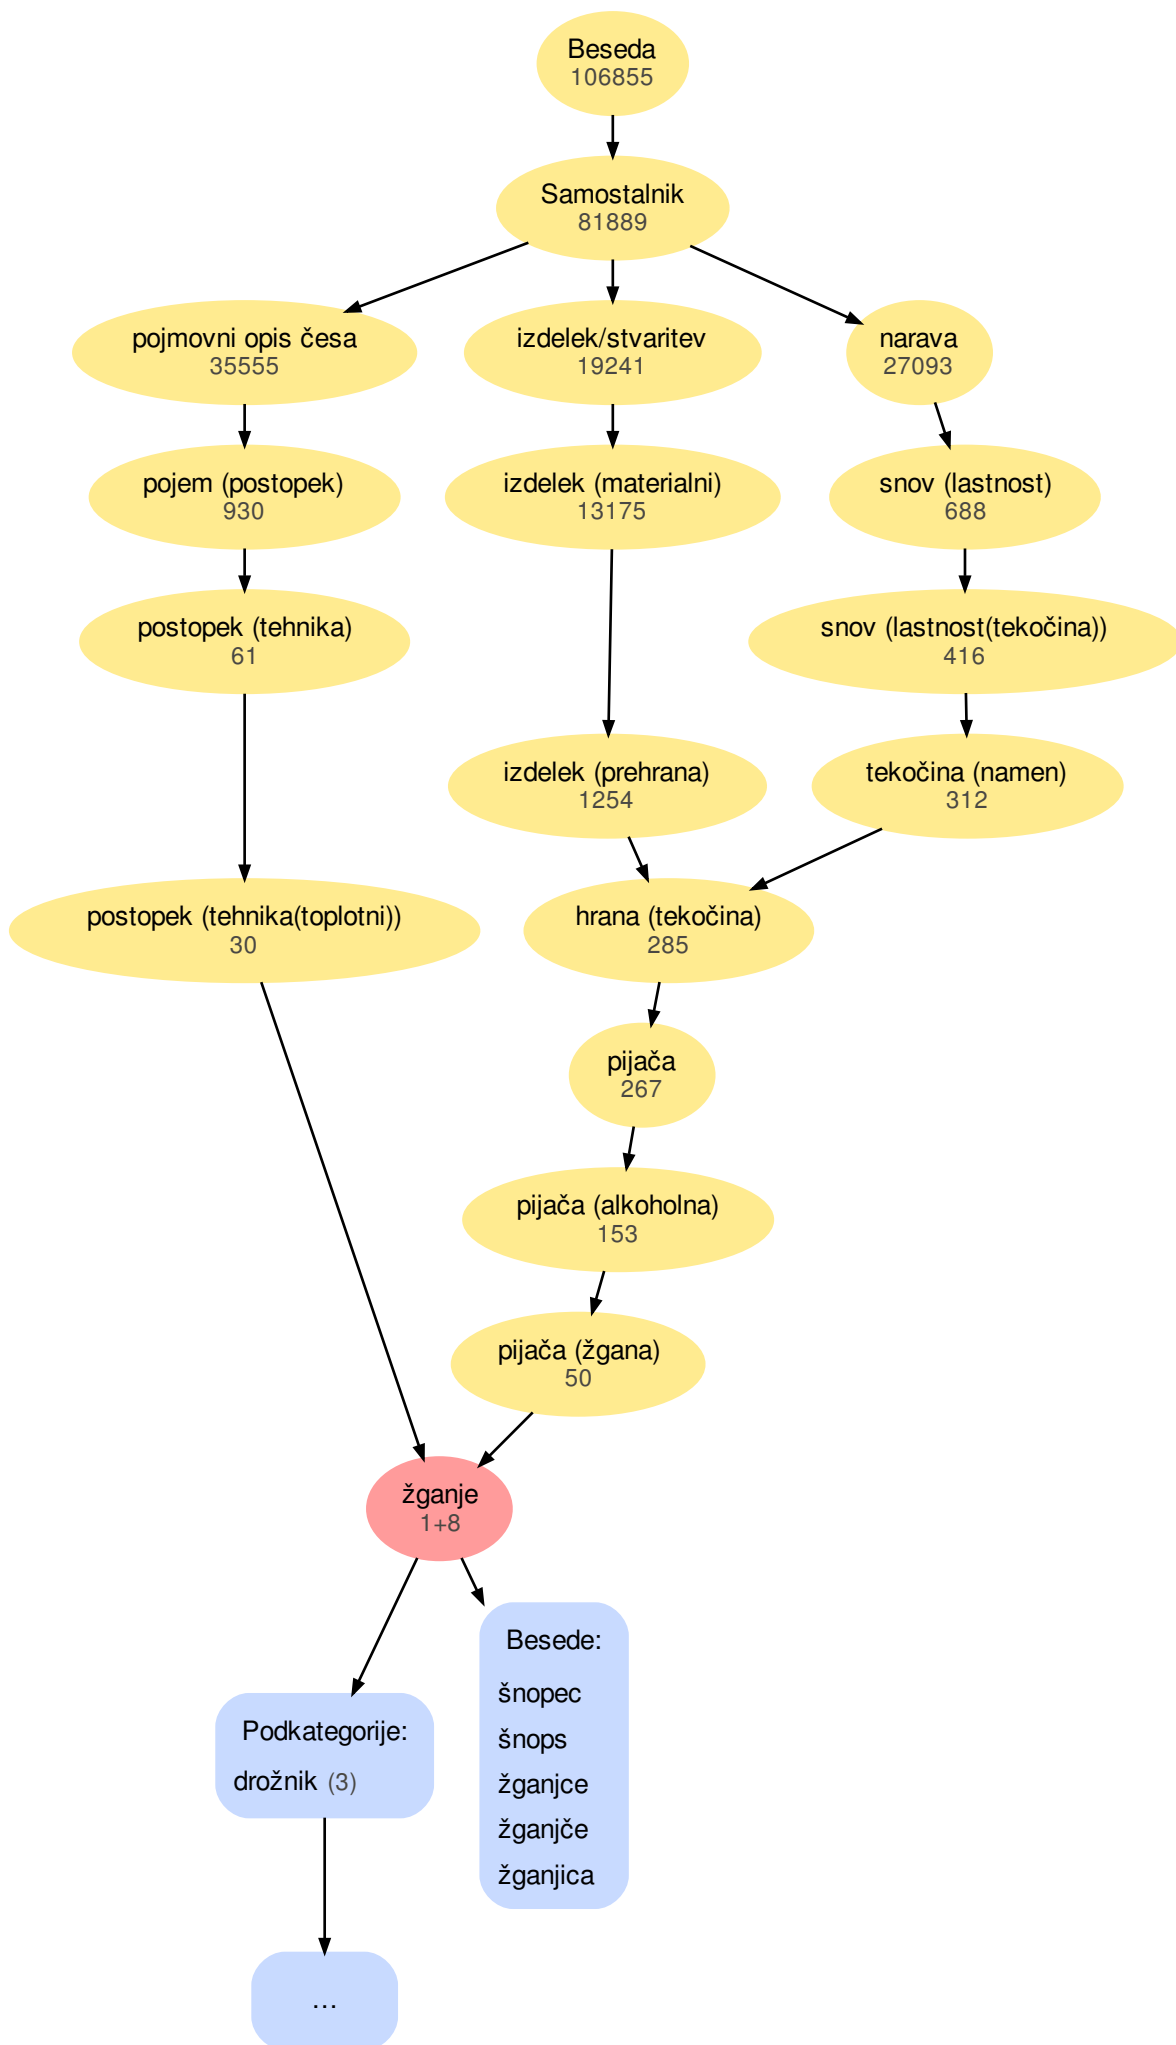 Beseda
106855
Samostalnik
81889
pojmovni opis česa
35555
izdelek/stvaritev
19241
narava
27093
pojem (postopek)
930
izdelek (materialni)
13175
snov (lastnost)
688
postopek (tehnika)
61
snov (lastnost(tekočina))
416
izdelek (prehrana)
1254
tekočina (namen)
312
postopek (tehnika(toplotni))
30
hrana (tekočina)
285
pijača
267
pijača (alkoholna)
153
pijača (žgana)
50
žganje
1+8
Besede:
šnopec
šnops
žganjce
žganjče
žganjica
Podkategorije:
drožnik (3)
...